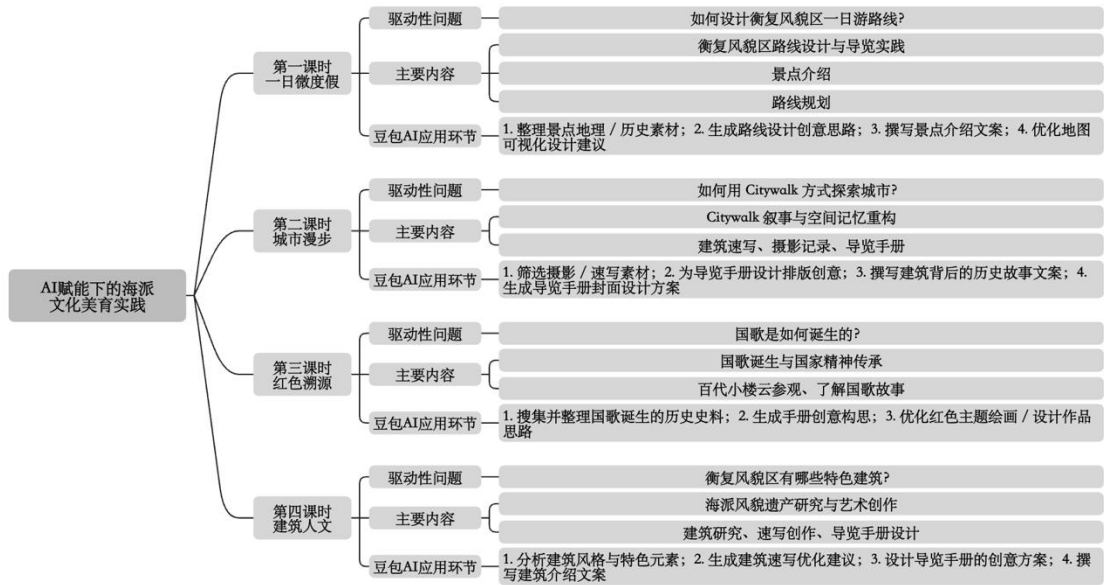 AI赋能下的海派
文化美育实践
第一课时
一日微度假
驱动性问题
如何设计衡复风貌区一日游路线?
主要内容
衡复风貌区路线设计与导览实践
景点介绍
路线规划
豆包AI应用环节
1. 整理景点地理 / 历史素材；2. 生成路线设计创意思路；3. 撰写景点介绍文案；4. 优化地图
可视化设计建议
第二课时
城市漫步
驱动性问题
如何用 Citywalk 方式探索城市?
主要内容
Citywalk 叙事与空间记忆重构
建筑速写、摄影记录、导览手册
豆包AI应用环节
1. 筛选摄影 / 速写素材；2. 为导览手册设计排版创意；3. 撰写建筑背后的历史故事文案；4.
生成导览手册封面设计方案
第三课时
红色溯源
驱动性问题
国歌是如何诞生的?
主要内容
国歌诞生与国家精神传承
百代小楼云参观、了解国歌故事
豆包AI应用环节
1. 搜集并整理国歌诞生的历史史料；2. 生成手册创意构思；3. 优化红色主题绘画 / 设计作品
思路
第四课时
建筑人文
驱动性问题
衡复风貌区有哪些特色建筑?
主要内容
海派风貌遗产研究与艺术创作
建筑研究、速写创作、导览手册设计
豆包AI应用环节
1. 分析建筑风格与特色元素；2. 生成建筑速写优化建议；3. 设计导览手册的创意方案；4. 撰
写建筑介绍文案